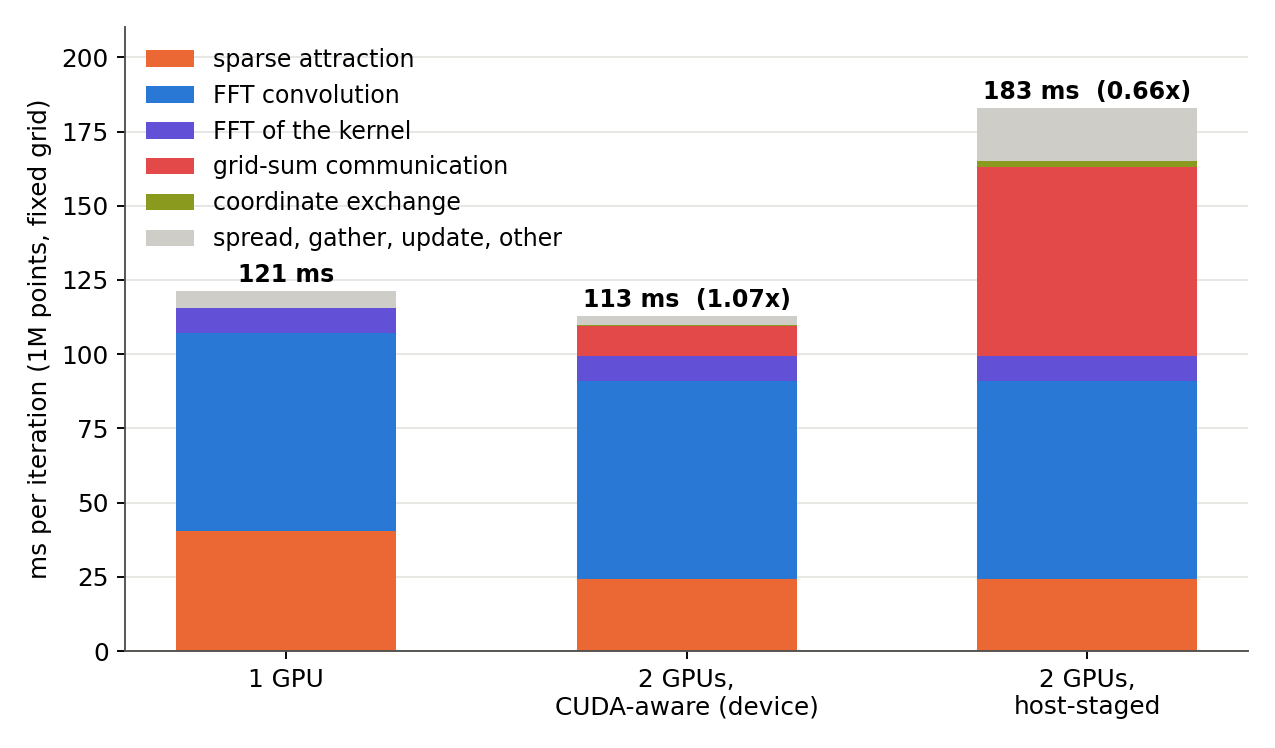 ms per iteration (1M points, fixed grid)
200
175
150
125
100
75
50
25
0
sparse attraction
FFT convolution
FFT of the kernel
grid-sum communication
coordinate exchange
spread, gather, update, other
121 ms
113 ms (1.07x)
183 ms (0.66x)
1 GPU
2 GPUs,
CUDA-aware (device)
2 GPUs,
host-staged